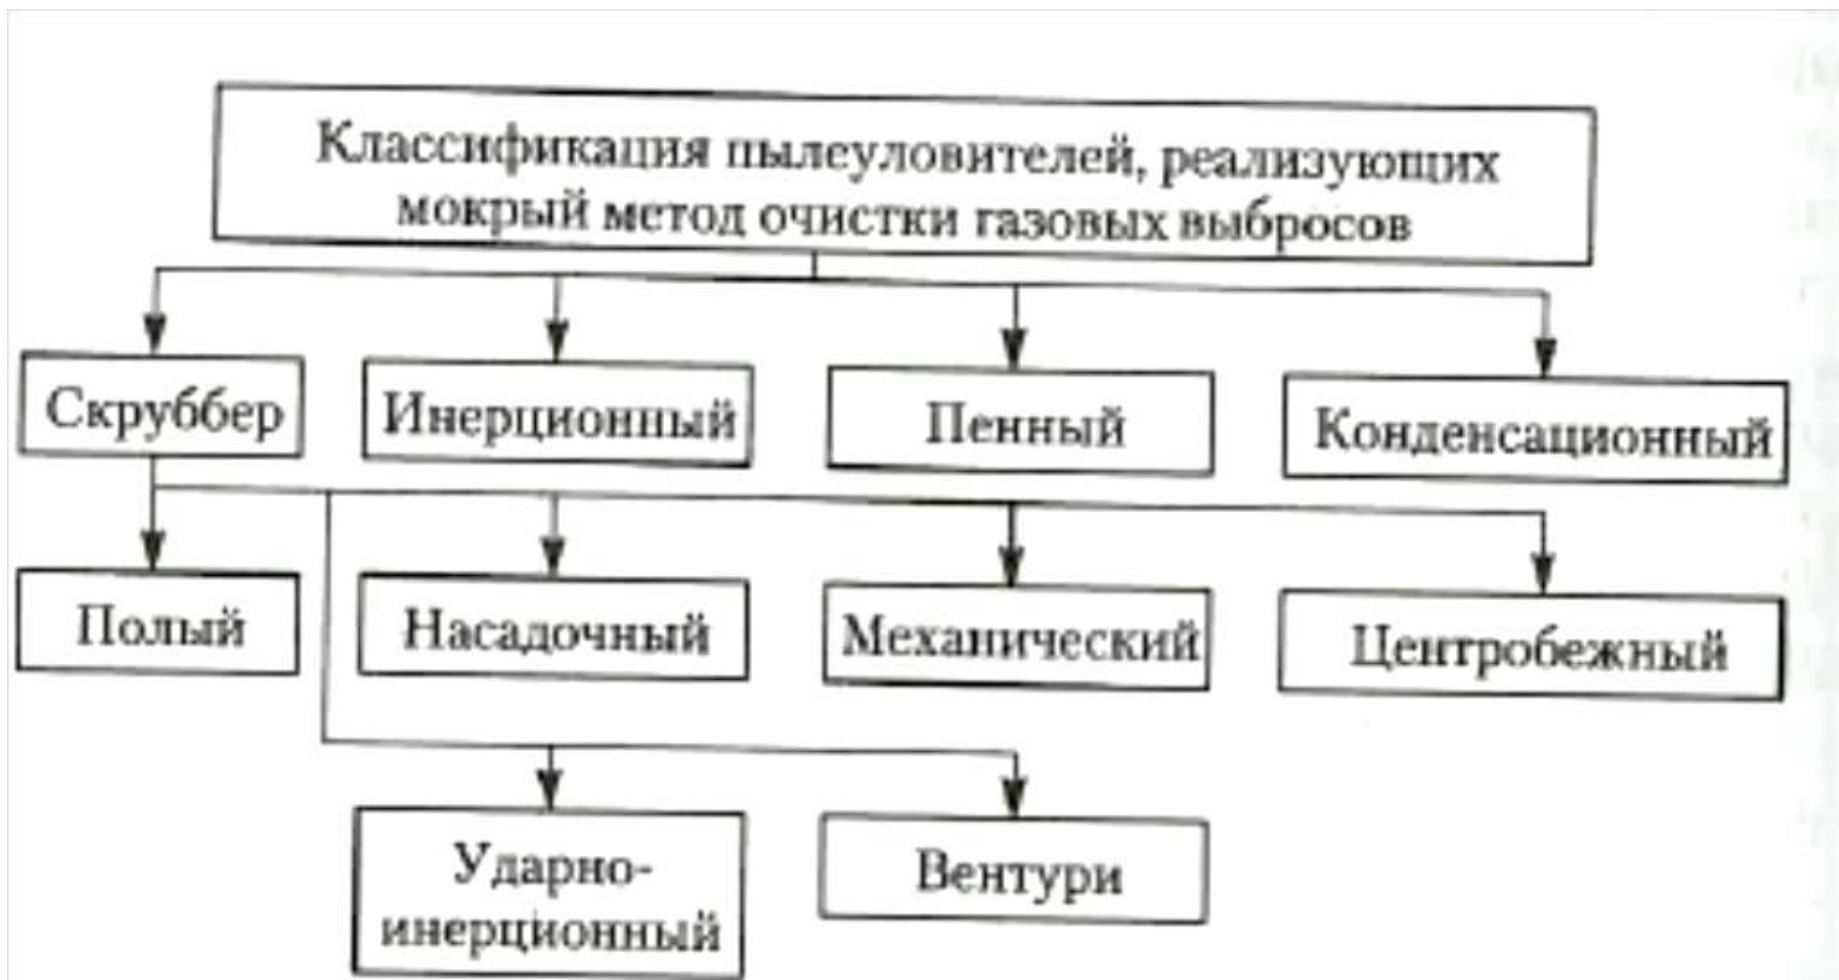 Классификация пылеуловителей, реализующих
мокрый метод очистки газовых выбросов
Скруббер
Инерционный
Пенный
Конденсационный
Полый
Насадочный
Механический
Центробежный
Ударно-
инерционный
Вентури